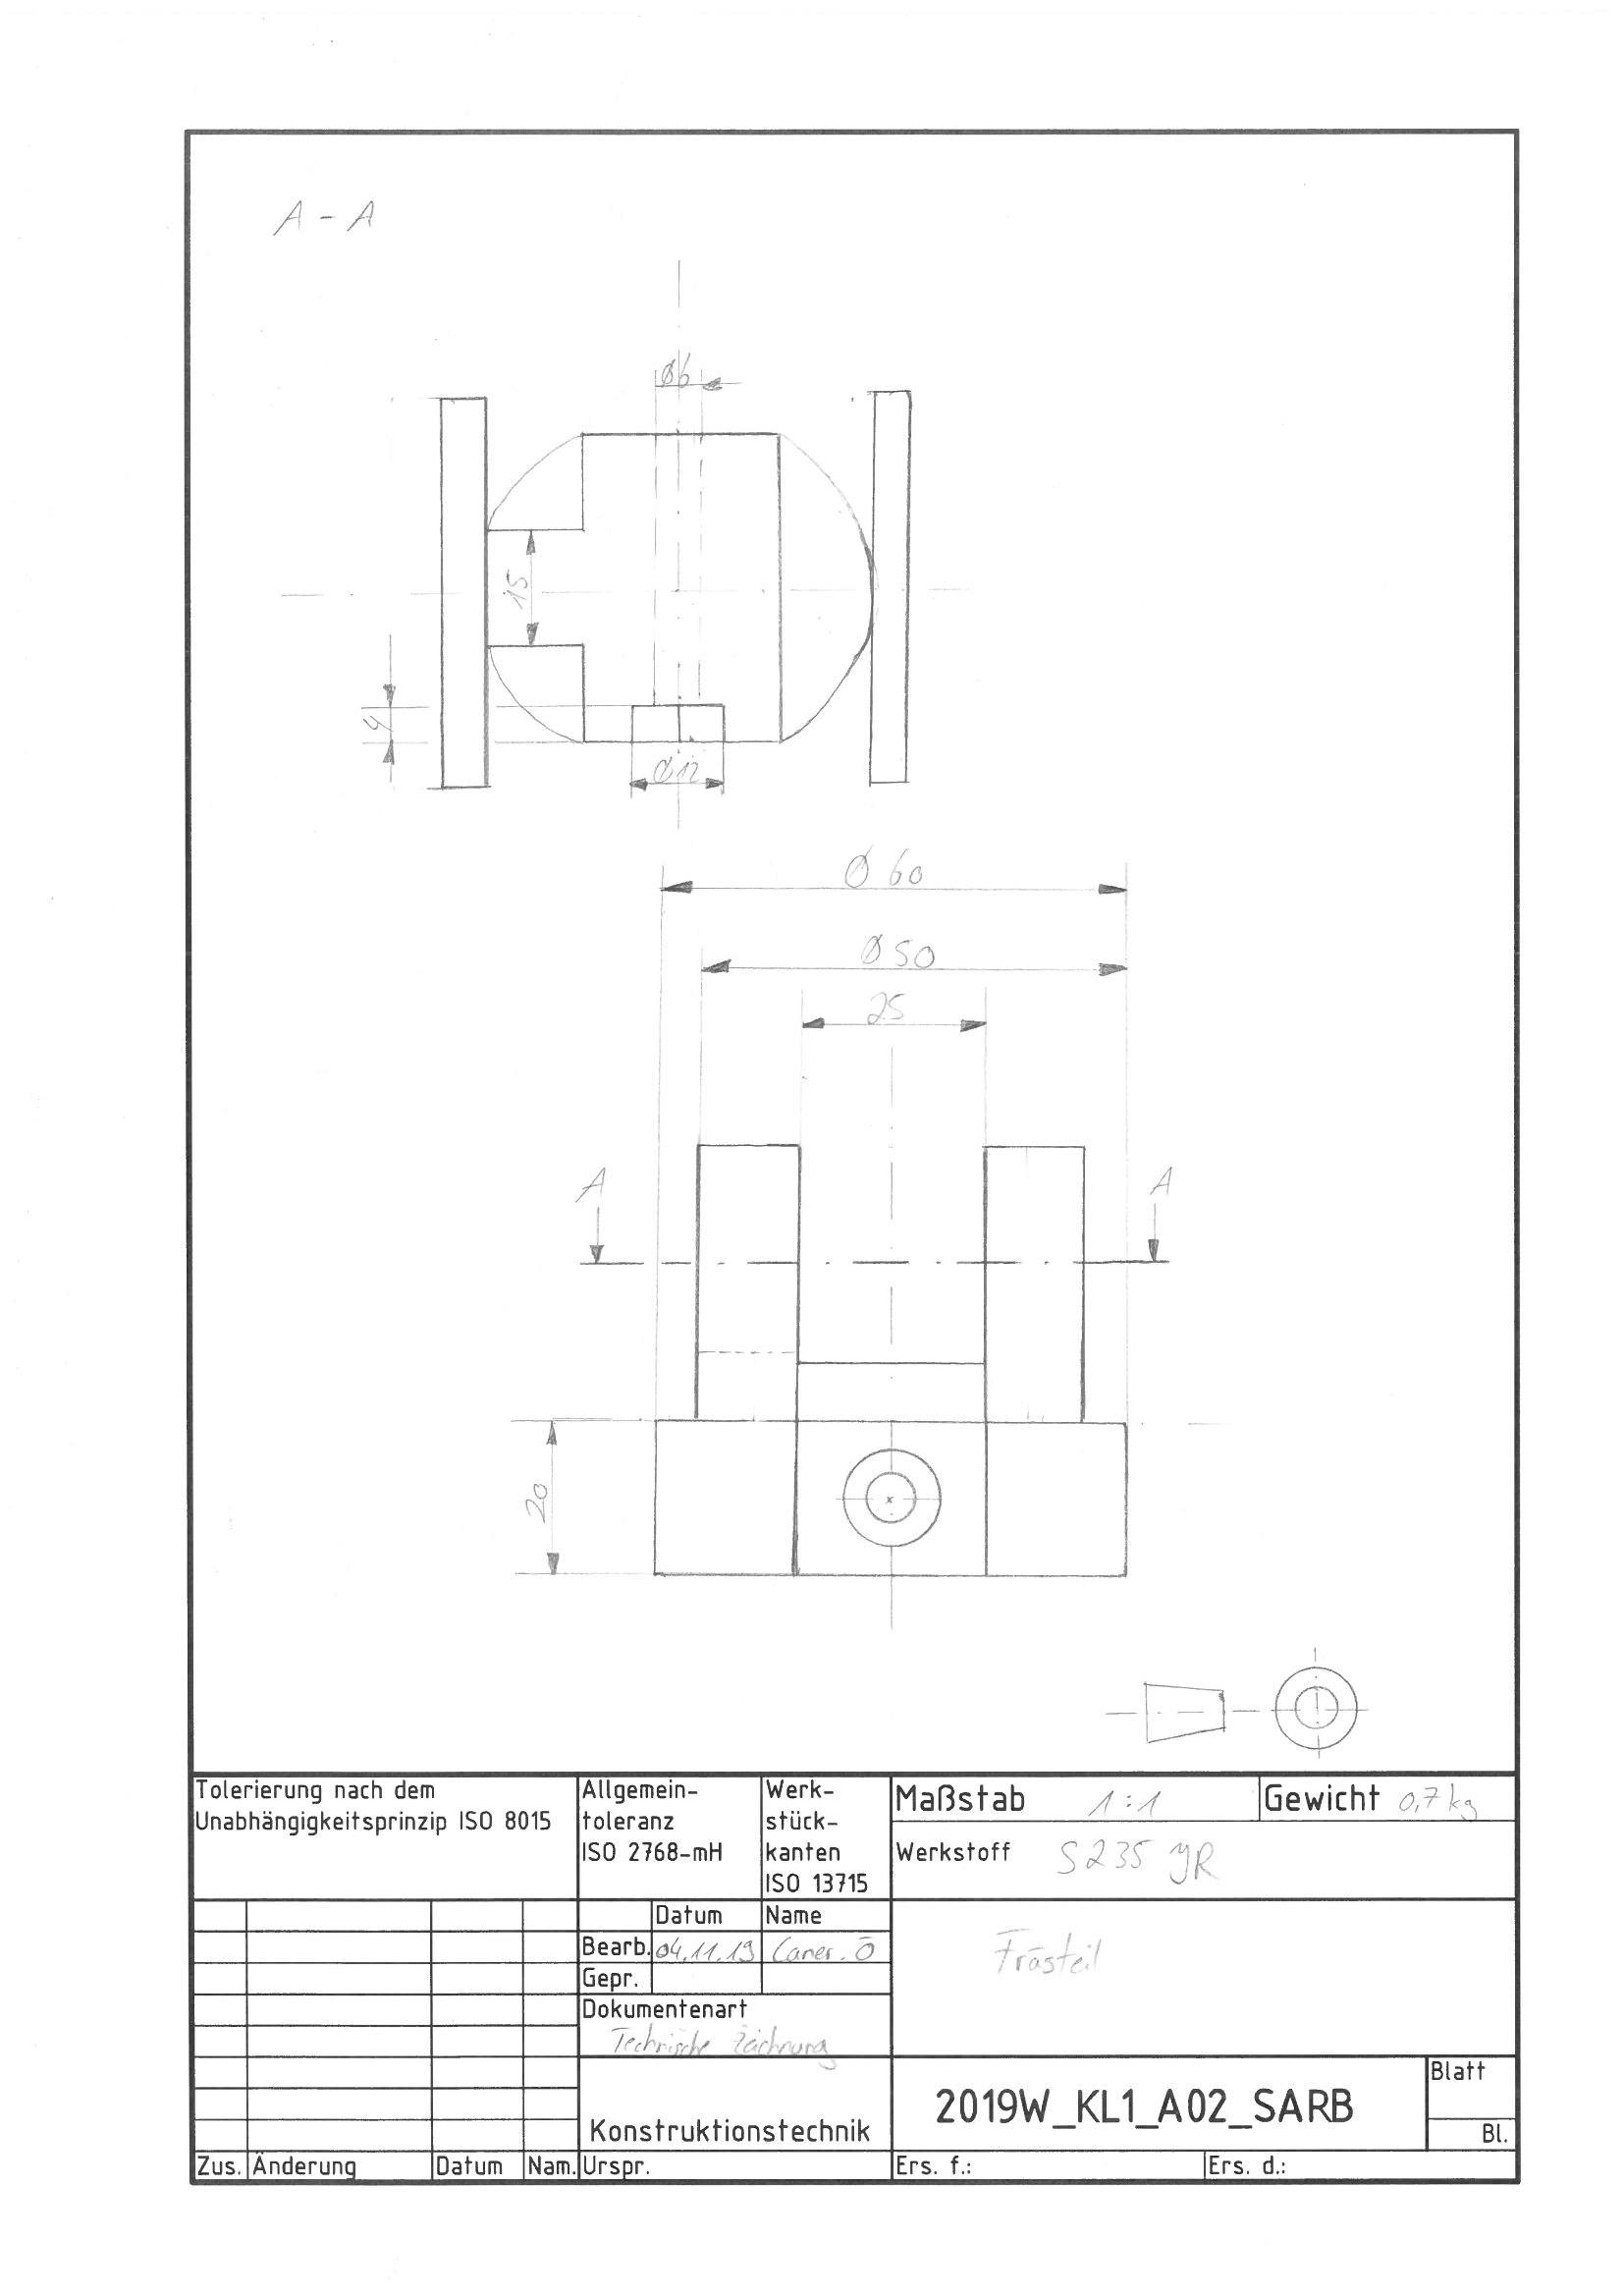 A - A
Ø6
15
4
Ø12
Ø 60
Ø 50
25
A A
20
Tolerierung nach dem
Unabhängigkeitsprinzip ISO 8015
Allgemein-
toleranz
ISO 2768-mH
Werk-
stück-
kanten
ISO 13715
Maßstab 1:1
Gewicht 0,7 kg
Werkstoff S235 JR
Datum Name
Bearb. 04.11.19 Caner. Ö
Gepr.
Frästeil
Dokumentenart
Technische Zeichnung
Konstruktionstechnik
2019W_KL1_A02_SARB
Blatt
Bl.
Zus. Änderung Datum Nam. Urspr. Ers. f.: Ers. d.: